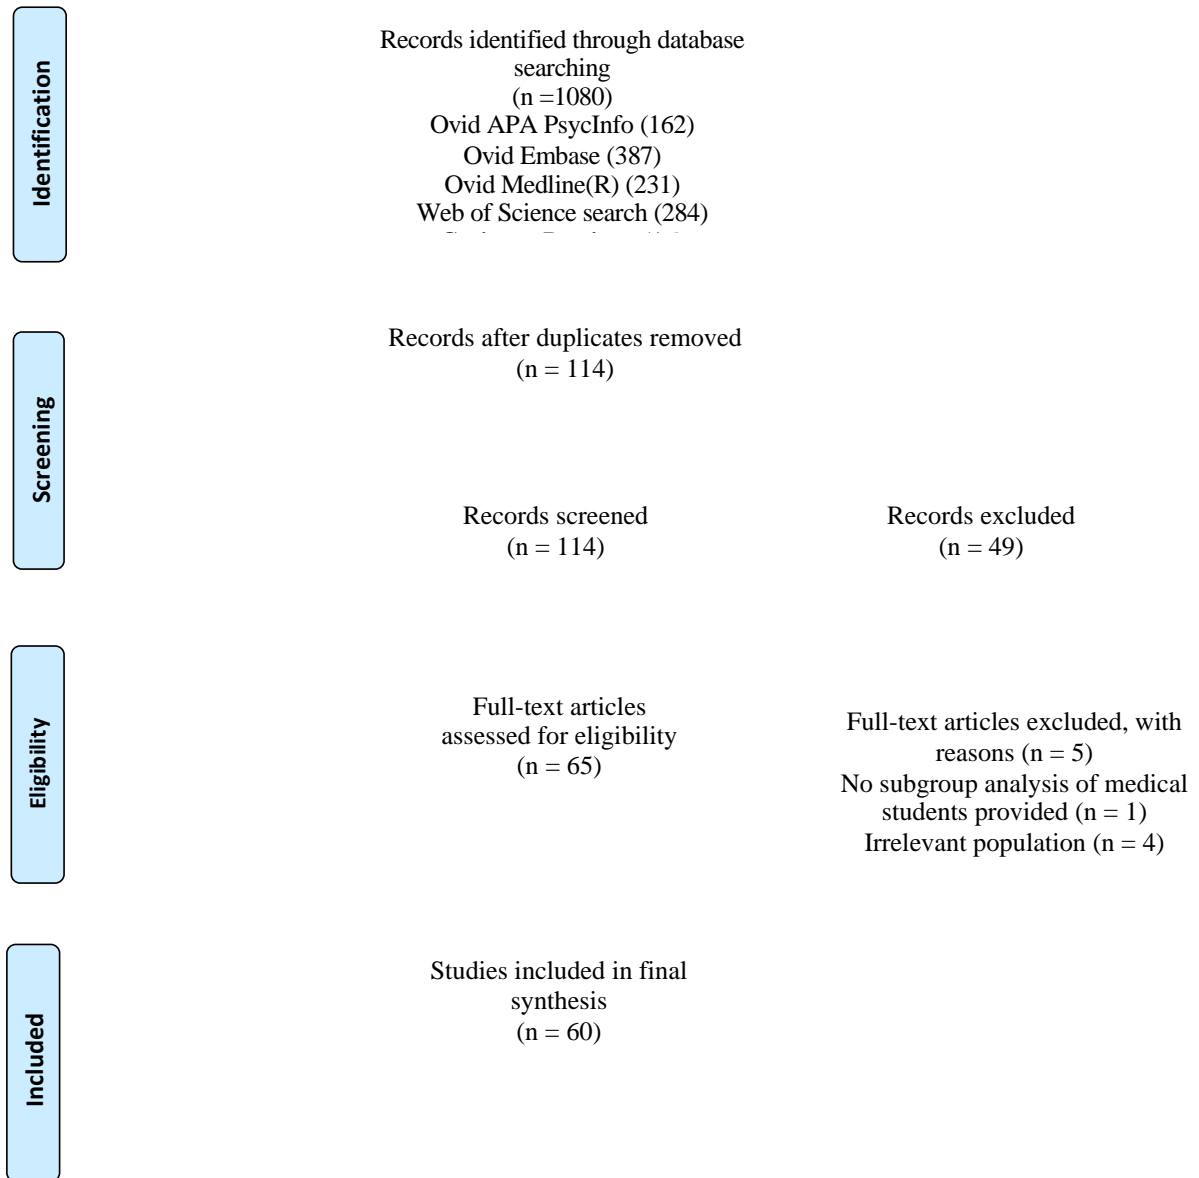 Identification
Records identified through database
searching
(n =1080)
Ovid APA PsycInfo (162)
Ovid Embase (387)
Ovid Medline(R) (231)
Web of Science search (284)
Screening
Records after duplicates removed
(n = 114)
Records screened
(n = 114)
Records excluded
(n = 49)
Eligibility
Full-text articles
assessed for eligibility
(n = 65)
Full-text articles excluded, with
reasons (n = 5)
No subgroup analysis of medical
students provided (n = 1)
Irrelevant population (n = 4)
Included
Studies included in final
synthesis
(n = 60)